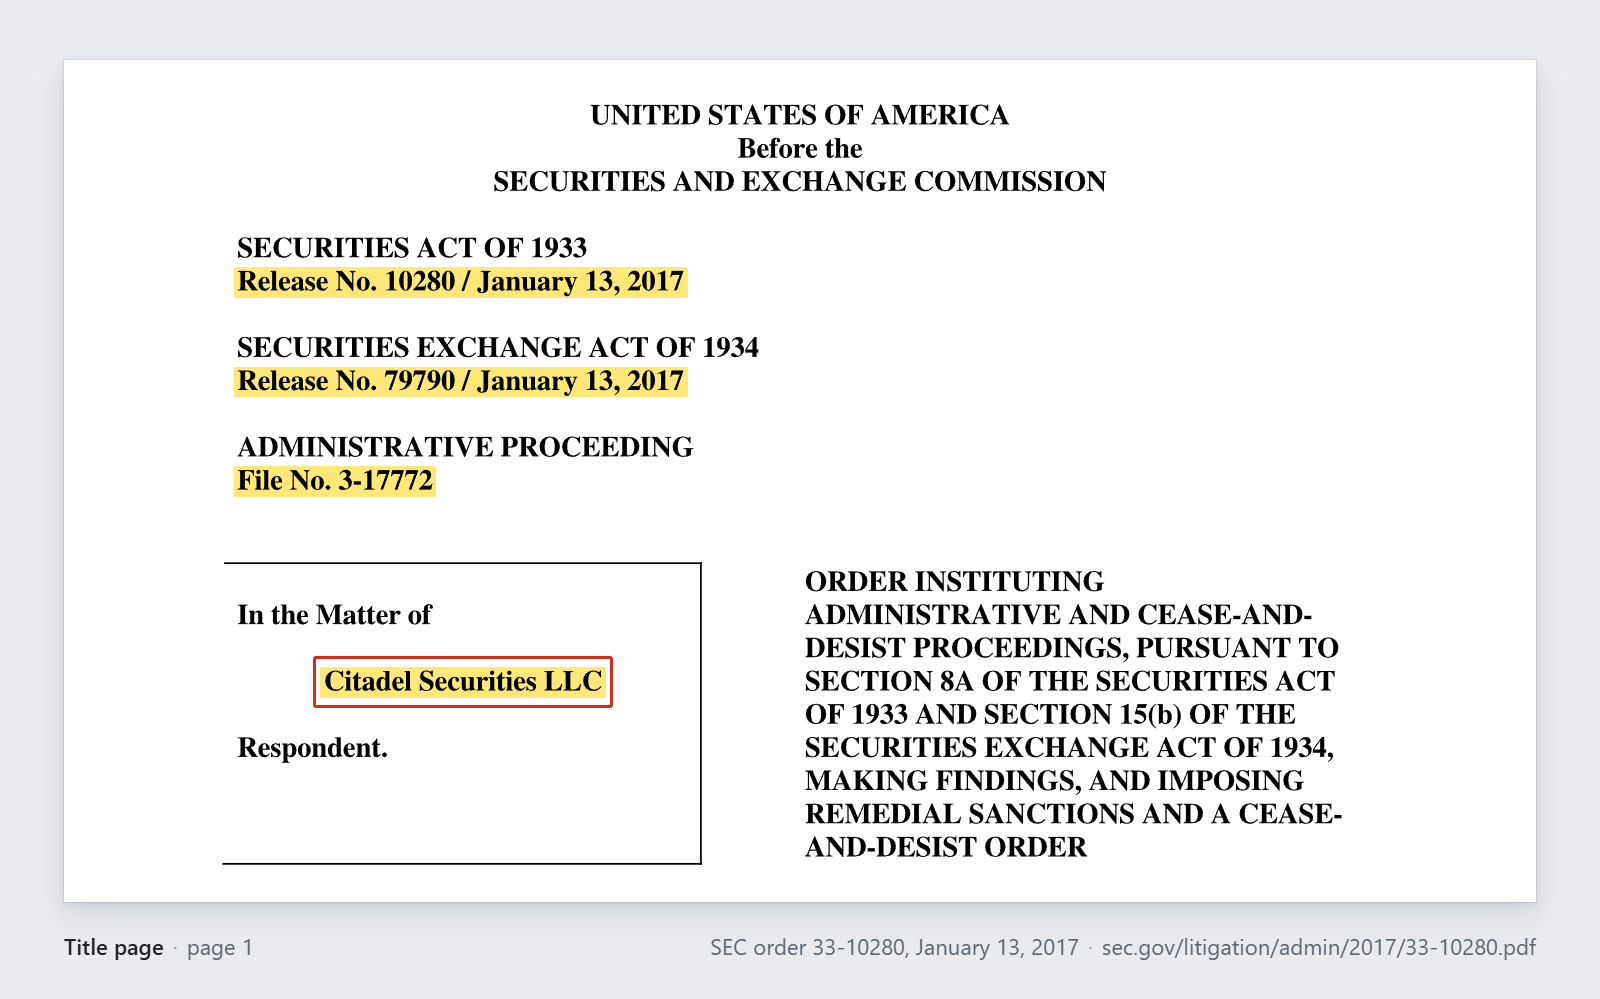 UNITED STATES OF AMERICA
Before the
SECURITIES AND EXCHANGE COMMISSION
SECURITIES ACT OF 1933
Release No. 10280 / January 13, 2017
SECURITIES EXCHANGE ACT OF 1934
Release No. 79790 / January 13, 2017
ADMINISTRATIVE PROCEEDING
File No. 3-17772
In the Matter of
Citadel Securities LLC
Respondent.
ORDER INSTITUTING
ADMINISTRATIVE AND CEASE-AND-
DESIST PROCEEDINGS, PURSUANT TO
SECTION 8A OF THE SECURITIES ACT
OF 1933 AND SECTION 15(b) OF THE
SECURITIES EXCHANGE ACT OF 1934,
MAKING FINDINGS, AND IMPOSING
REMEDIAL SANCTIONS AND A CEASE-
AND-DESIST ORDER
Title page · page 1
SEC order 33-10280, January 13, 2017 · sec.gov/litigation/admin/2017/33-10280.pdf